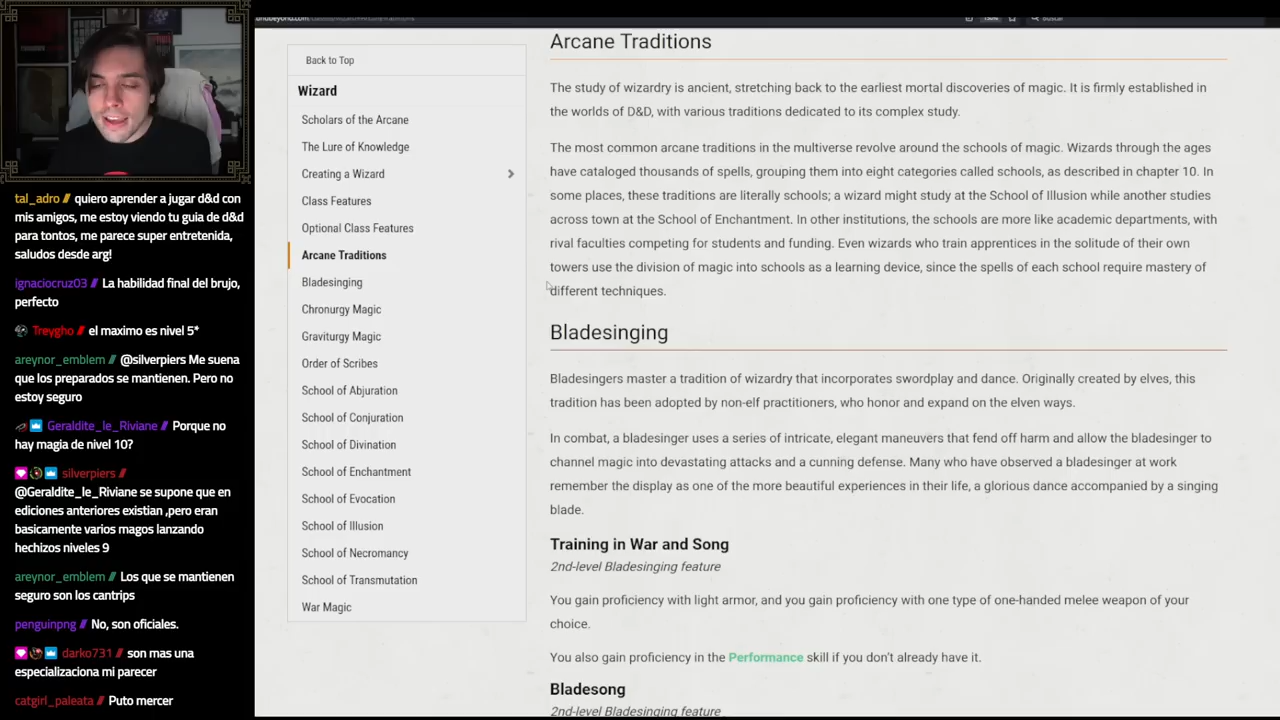 Back to Top
Wizard
Scholars of the Arcane
The Lure of Knowledge
Creating a Wizard
Class Features
Optional Class Features
Arcane Traditions
Bladesinging
Chronurgy Magic
Graviturgy Magic
Order of Scribes
School of Abjuration
School of Conjuration
School of Divination
School of Enchantment
School of Evocation
School of Illusion
School of Necromancy
School of Transmutation
War Magic
Arcane Traditions
The study of wizardry is ancient, stretching back to the earliest mortal discoveries of magic. It is firmly established in
the worlds of D&D, with various traditions dedicated to its complex study.
The most common arcane traditions in the multiverse revolve around the schools of magic. Wizards through the ages
have cataloged thousands of spells, grouping them into eight categories called schools, as described in chapter 10. In
some places, these traditions are literally schools; a wizard might study at the School of Illusion while another studies
across town at the School of Enchantment. In other institutions, the schools are more like academic departments, with
rival faculties competing for students and funding. Even wizards who train apprentices in the solitude of their own
towers use the division of magic into schools as a learning device, since the spells of each school require mastery of
different techniques.
Bladesinging
Bladesingers master a tradition of wizardry that incorporates swordplay and dance. Originally created by elves, this
tradition has been adopted by non-elf practitioners, who honor and expand on the elven ways.
In combat, a bladesinger uses a series of intricate, elegant maneuvers that fend off harm and allow the bladesinger to
channel magic into devastating attacks and a cunning defense. Many who have observed a bladesinger at work
remember the display as one of the more beautiful experiences in their life, a glorious dance accompanied by a singing
blade.
Training in War and Song
2nd-level Bladesinging feature
You gain proficiency with light armor, and you gain proficiency with one type of one-handed melee weapon of your
choice.
You also gain proficiency in the Performance skill if you don't already have it.
Bladesong
2nd-level Bladesinging feature
tal_adro // quiero aprender a jugar d&d con
mis amigos, me estoy viendo tu guia de d&d
para tontos, me parece super entretenida,
saludos desde arg!
ignaciocruz03 // La habilidad final del brujo,
perfecto
Treygho // el maximo es nivel 5*
areynor_emblem // @silverpiers Me suena
que los preparados se mantienen. Pero no
estoy seguro
Geraldite_le_Riviane // Porque no
hay magia de nivel 10?
silverpiers //
@Geraldite_le_Riviane se supone que en
ediciones anteriores existian ,pero eran
basicamente varios magos lanzando
hechizos niveles 9
areynor_emblem // Los que se mantienen
seguro son los cantrips
penguinpng // No, son oficiales.
darko731 // son mas una
especializaciona mi parecer
catgirl_paleata // Puto mercer